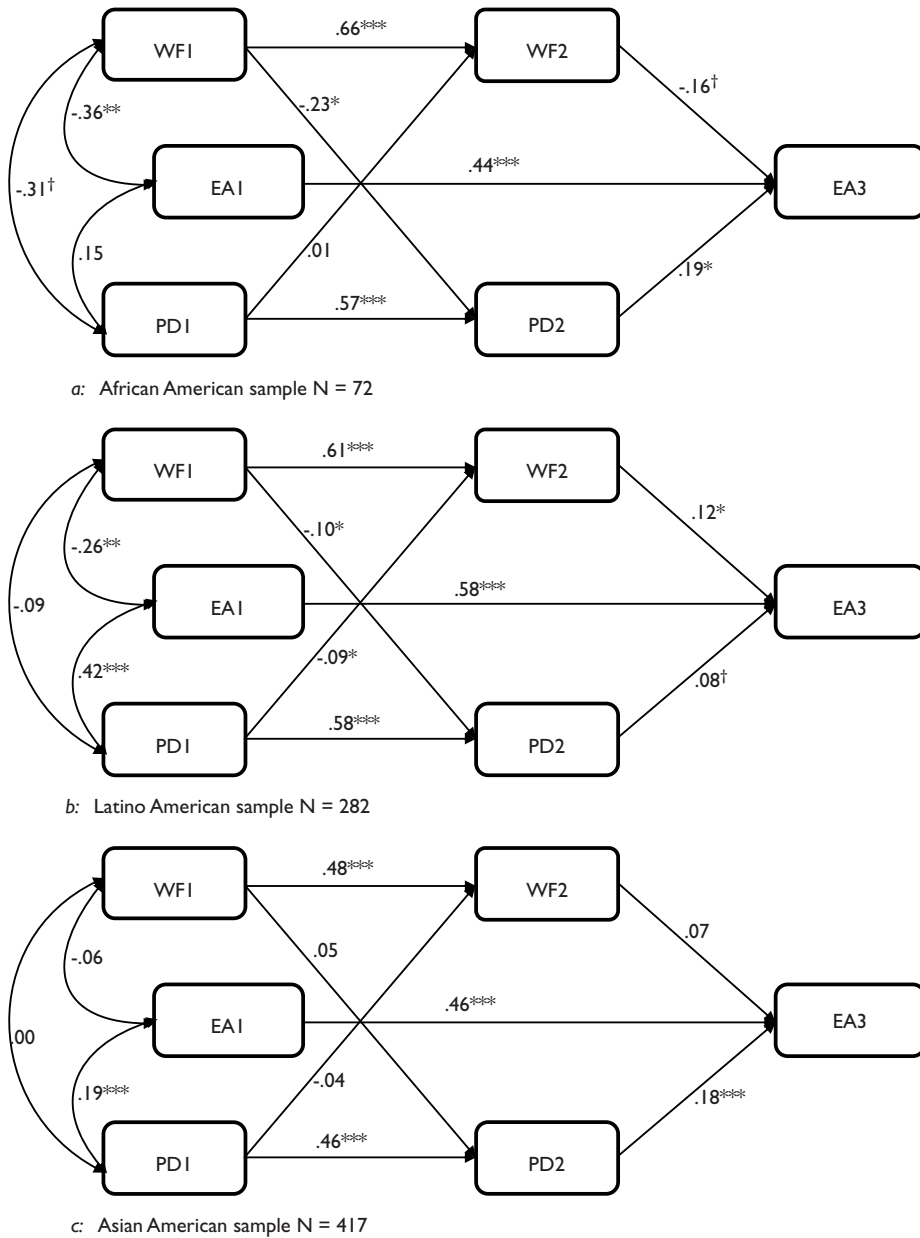 WF1
.66***
WF2
-.36**
-.23*
-.16†
EA1
.44***
EA3
-.31†
.15
.01
.19*
PD1
.57***
PD2
a: African American sample N = 72
WF1
.61***
WF2
-.26**
-.10*
.12*
EA1
.58***
EA3
-.09
.42***
-.09*
.08†
PD1
.58***
PD2
b: Latino American sample N = 282
WF1
.48***
WF2
-.06
.05
.07
EA1
.46***
EA3
.00
.19***
-.04
.18***
PD1
.46***
PD2
c: Asian American sample N = 417